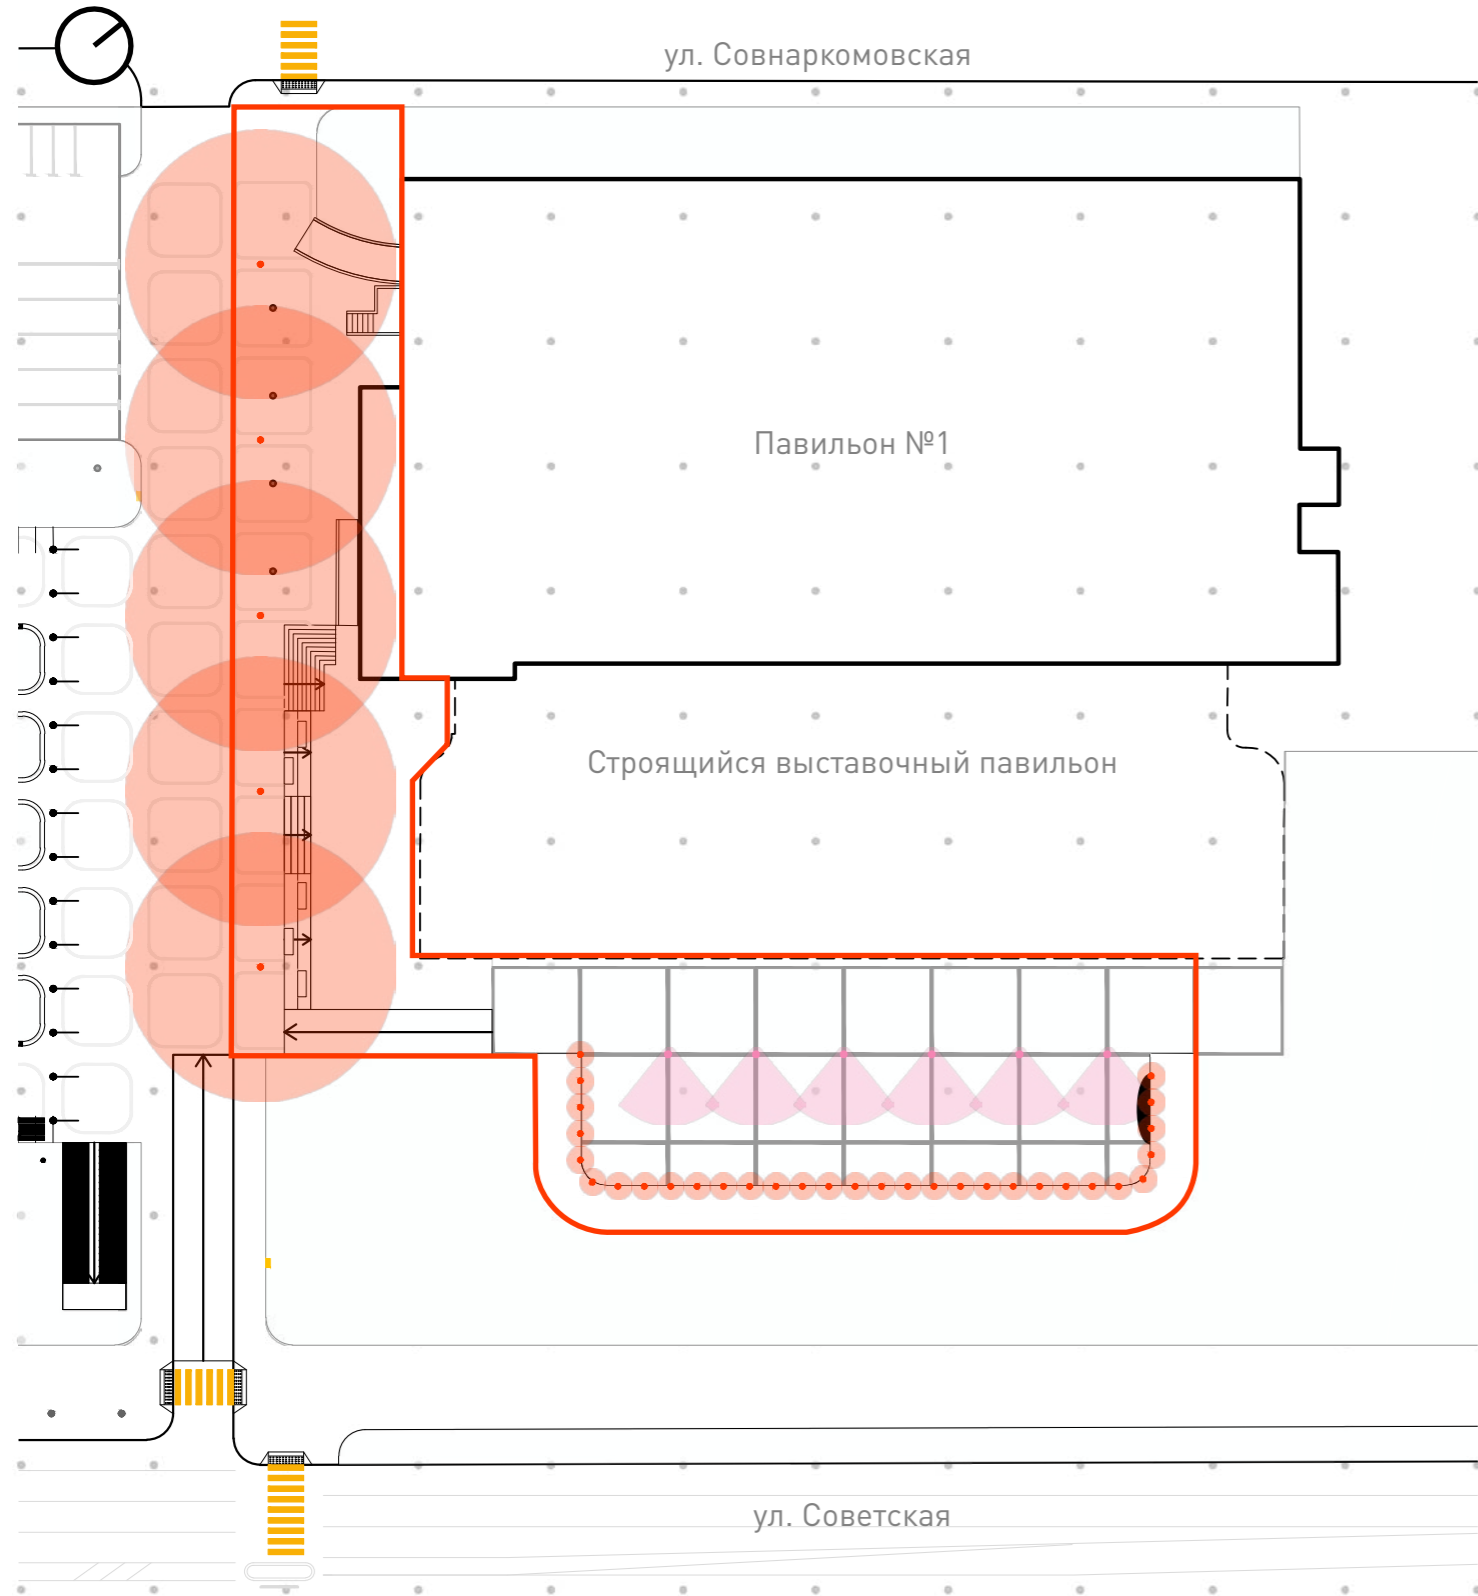 ул. Совнаркомовская
Павильон №1
Строящийся выставочный павильон
ул. Советская